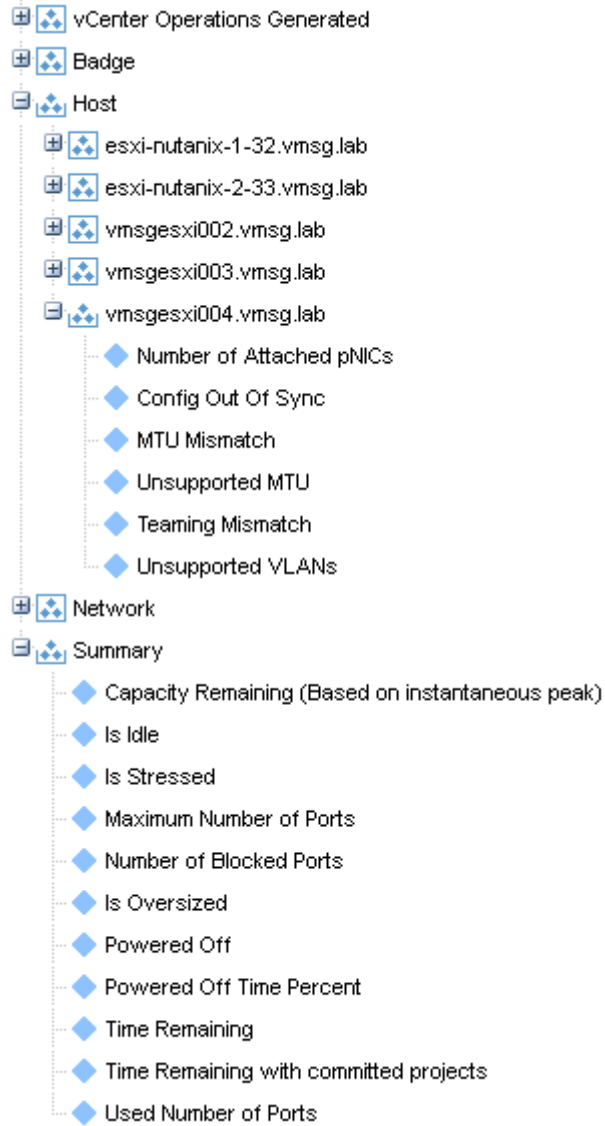 vCenter Operations Generated
Badge
Host
esxi-nutanix-1-32.vmsg.lab
esxi-nutanix-2-33.vmsg.lab
vmsgesxi002.vmsg.lab
vmsgesxi003.vmsg.lab
vmsgesxi004.vmsg.lab
Number of Attached pNICs
Config Out Of Sync
MTU Mismatch
Unsupported MTU
Teaming Mismatch
Unsupported VLANs
Network
Summary
Capacity Remaining (Based on instantaneous peak)
Is Idle
Is Stressed
Maximum Number of Ports
Number of Blocked Ports
Is Oversized
Powered Off
Powered Off Time Percent
Time Remaining
Time Remaining with committed projects
Used Number of Ports